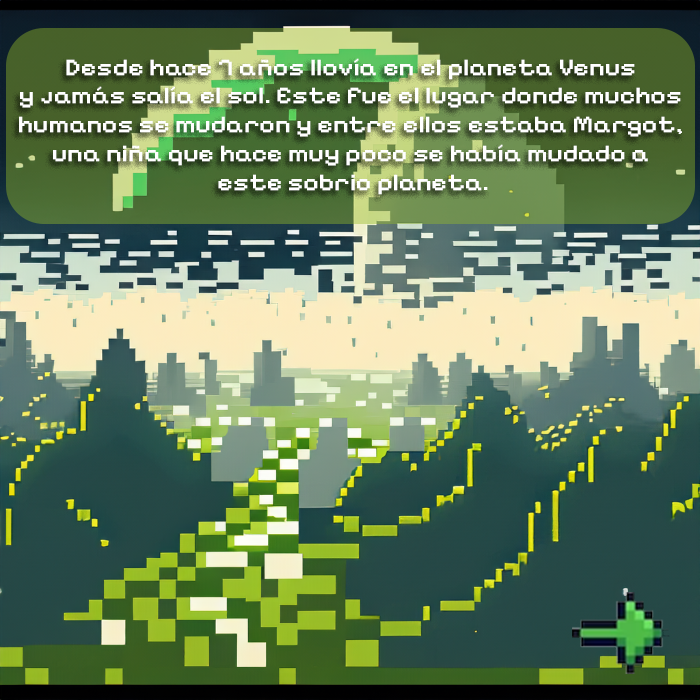 Desde hace 7 años llovía en el planeta Venus
y Jamás salía el sol. Este fue el lugar donde muchos
humanos se mudaron y entre ellos estaba Margot,
una niña que hace muy poco se había mudado a
este sobrio planeta.